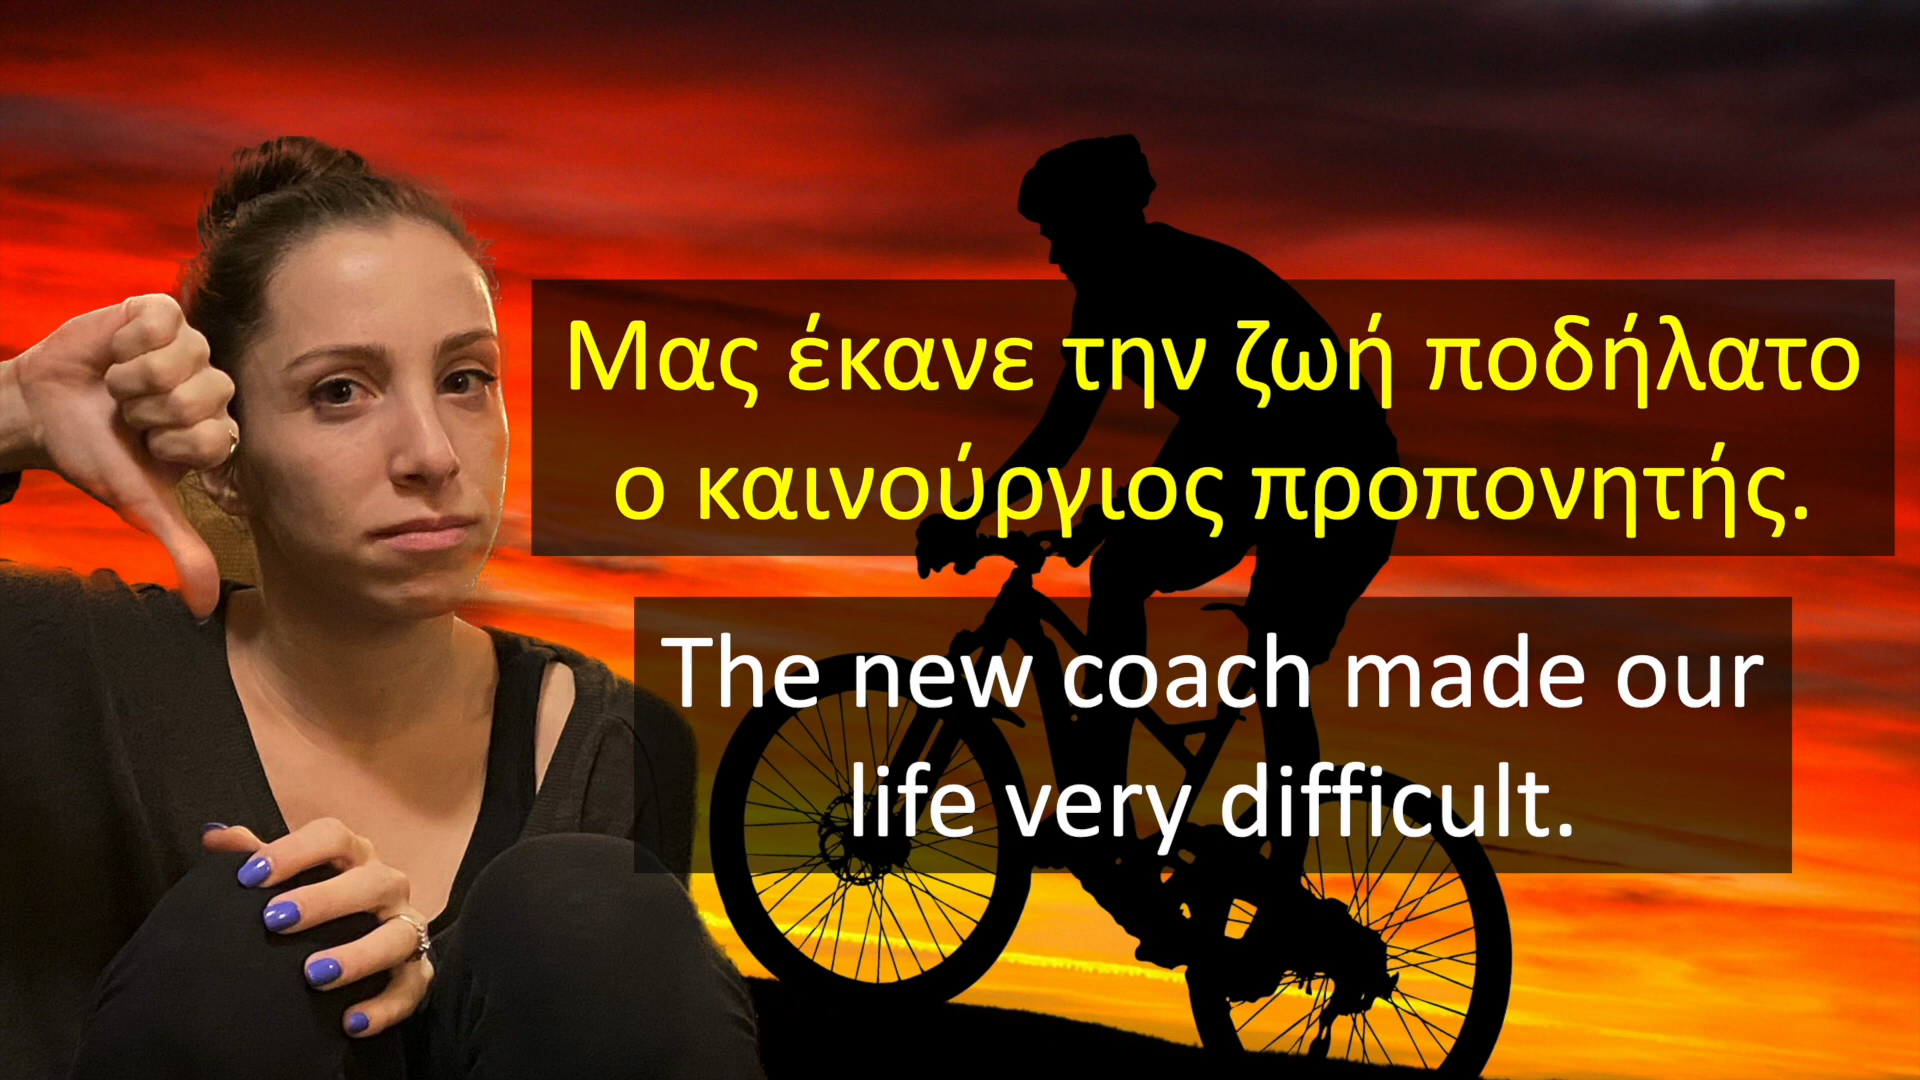 Μας έκανε την ζωή ποδήλατο
ο καινούργιος προπονητής.
The new coach made our
life very difficult.